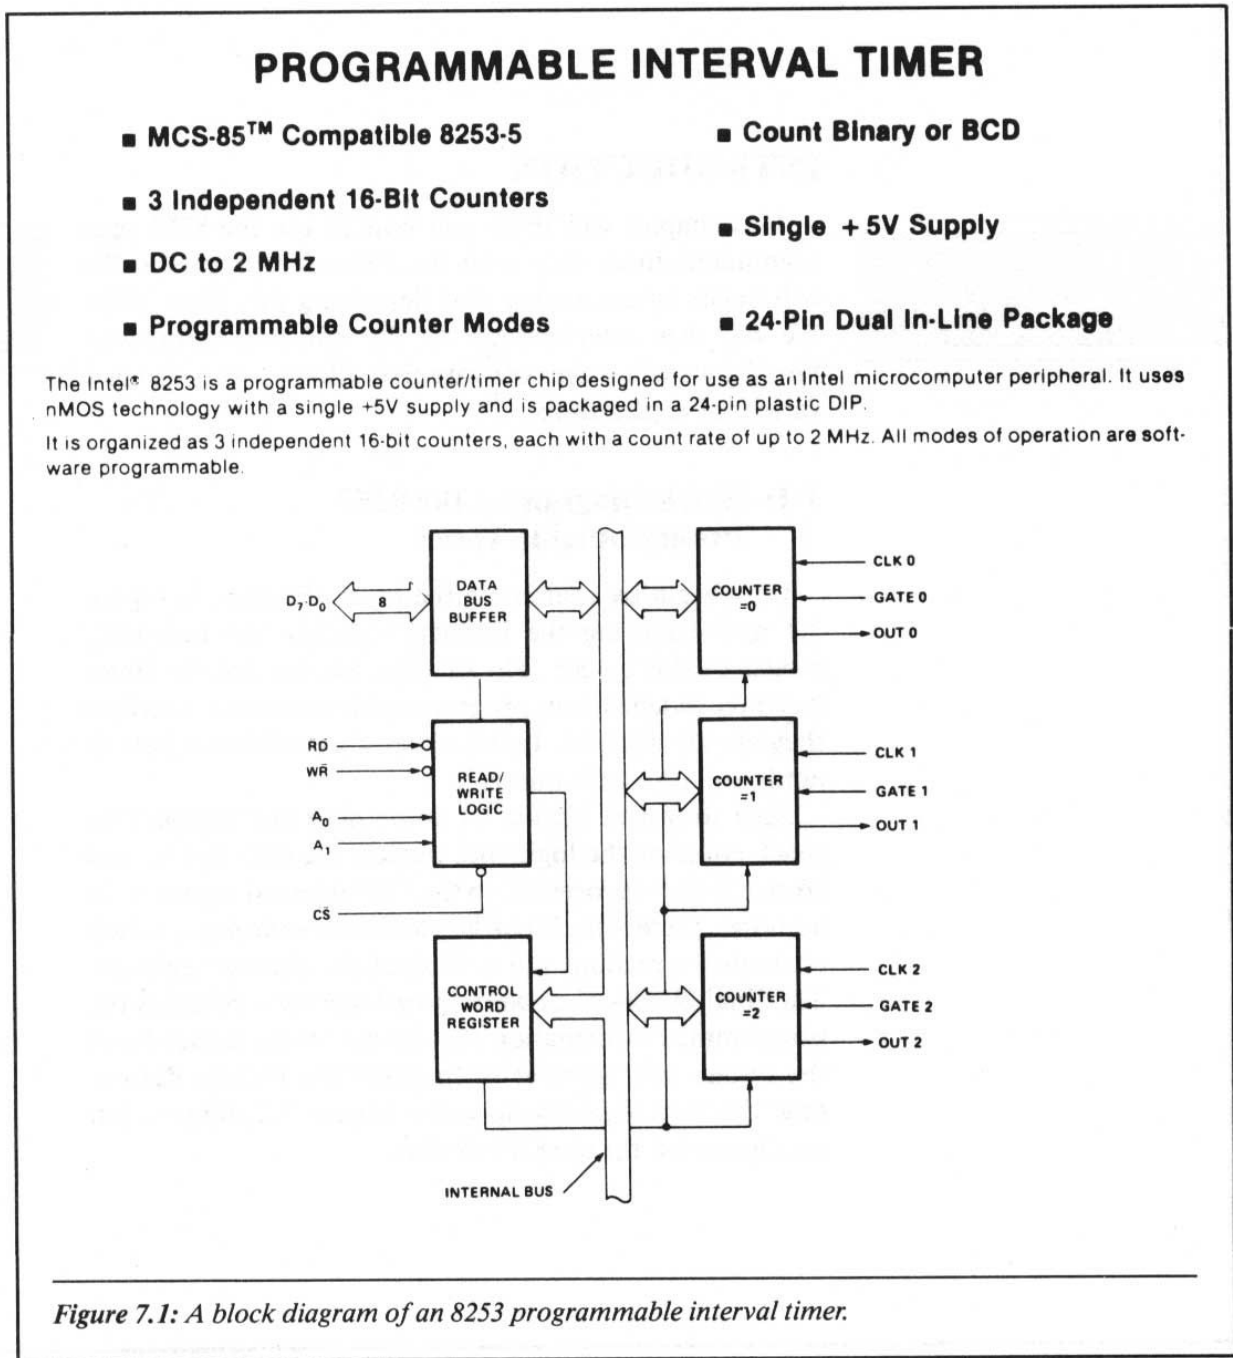 PROGRAMMABLE INTERVAL TIMER
■ MCS-85™ Compatible 8253-5
■ 3 Independent 16-Bit Counters
■ DC to 2 MHz
■ Programmable Counter Modes
■ Count Binary or BCD
■ Single +5V Supply
■ 24-Pin Dual In-Line Package
The Intel® 8253 is a programmable counter/timer chip designed for use as an Intel microcomputer peripheral. It uses
nMOS technology with a single +5V supply and is packaged in a 24-pin plastic DIP.
It is organized as 3 independent 16-bit counters, each with a count rate of up to 2 MHz. All modes of operation are soft-
ware programmable.
D7-D0
8
DATA
BUS
BUFFER
COUNTER
=0
CLK 0
GATE 0
OUT 0
RD
WR
A0
A1
CS
READ/
WRITE
LOGIC
COUNTER
=1
CLK 1
GATE 1
OUT 1
CONTROL
WORD
REGISTER
COUNTER
=2
CLK 2
GATE 2
OUT 2
INTERNAL BUS
Figure 7.1: A block diagram of an 8253 programmable interval timer.